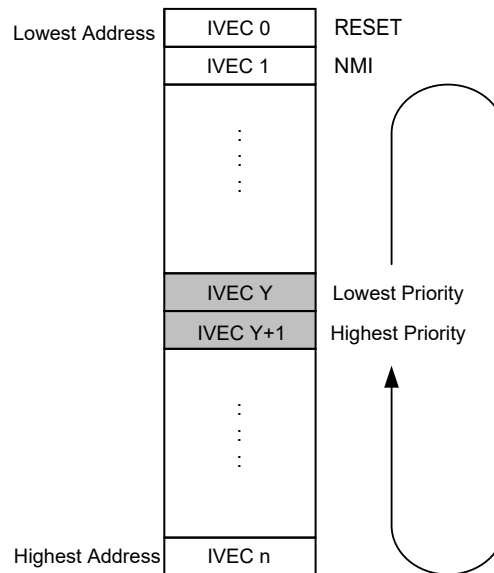 Lowest Address IVEC 0 RESET
IVEC 1 NMI
IVEC Y Lowest Priority
IVEC Y+1 Highest Priority
Highest Address IVEC n